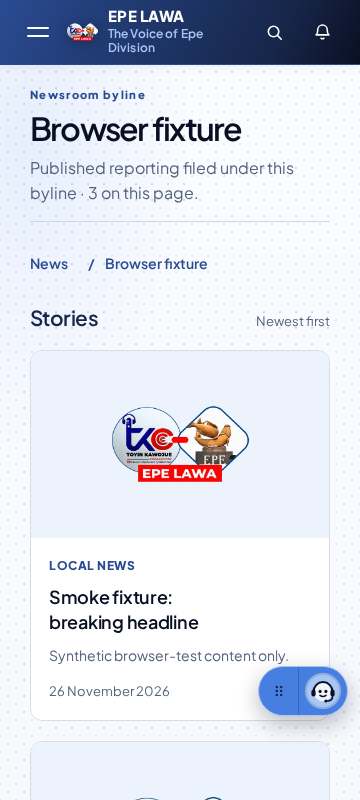 EPE LAWA
The Voice of Epe
Division
Newsroom byline
Browser fixture
Published reporting filed under this
byline · 3 on this page.
News / Browser fixture
Stories
Newest first
TKC
TOYIN KAWOJUE
EPE
EPE LAWA
LOCAL NEWS
Smoke fixture:
breaking headline
Synthetic browser-test content only.
26 November 2026